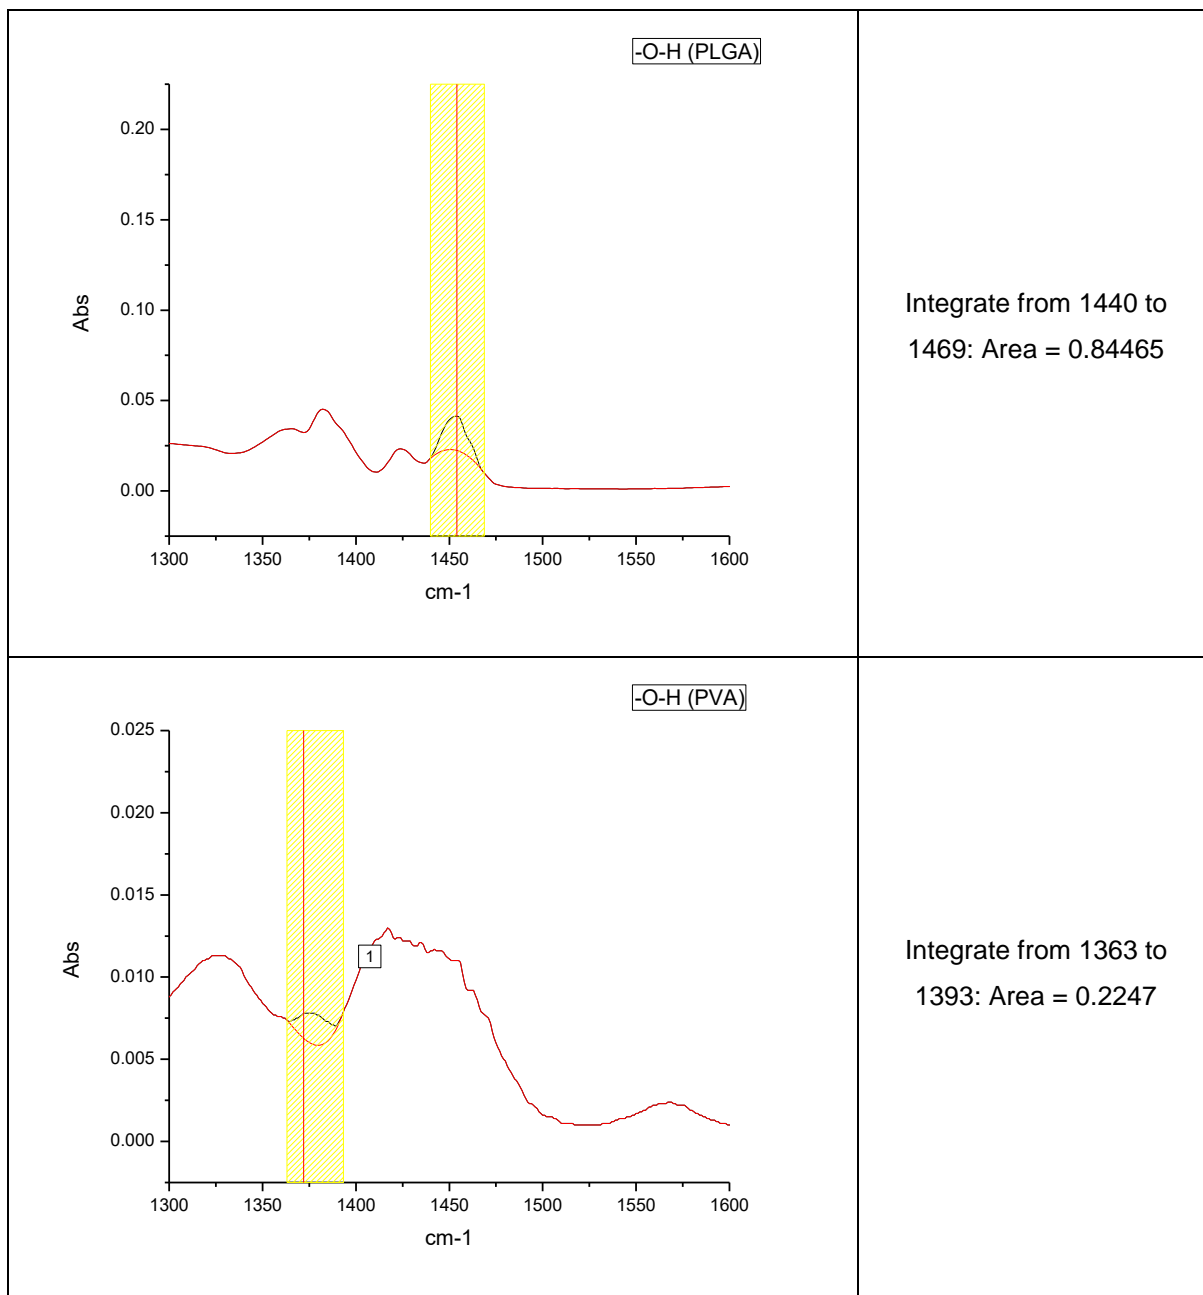 -O-H (PLGA)
0.20
0.15
0.10
0.05
0.00
Abs
1300 1350 1400 1450 1500 1550 1600
cm-1
Integrate from 1440 to
1469: Area = 0.84465
-O-H (PVA)
0.025
0.020
0.015
0.010
0.005
0.000
Abs
1
1300 1350 1400 1450 1500 1550 1600
cm-1
Integrate from 1363 to
1393: Area = 0.2247